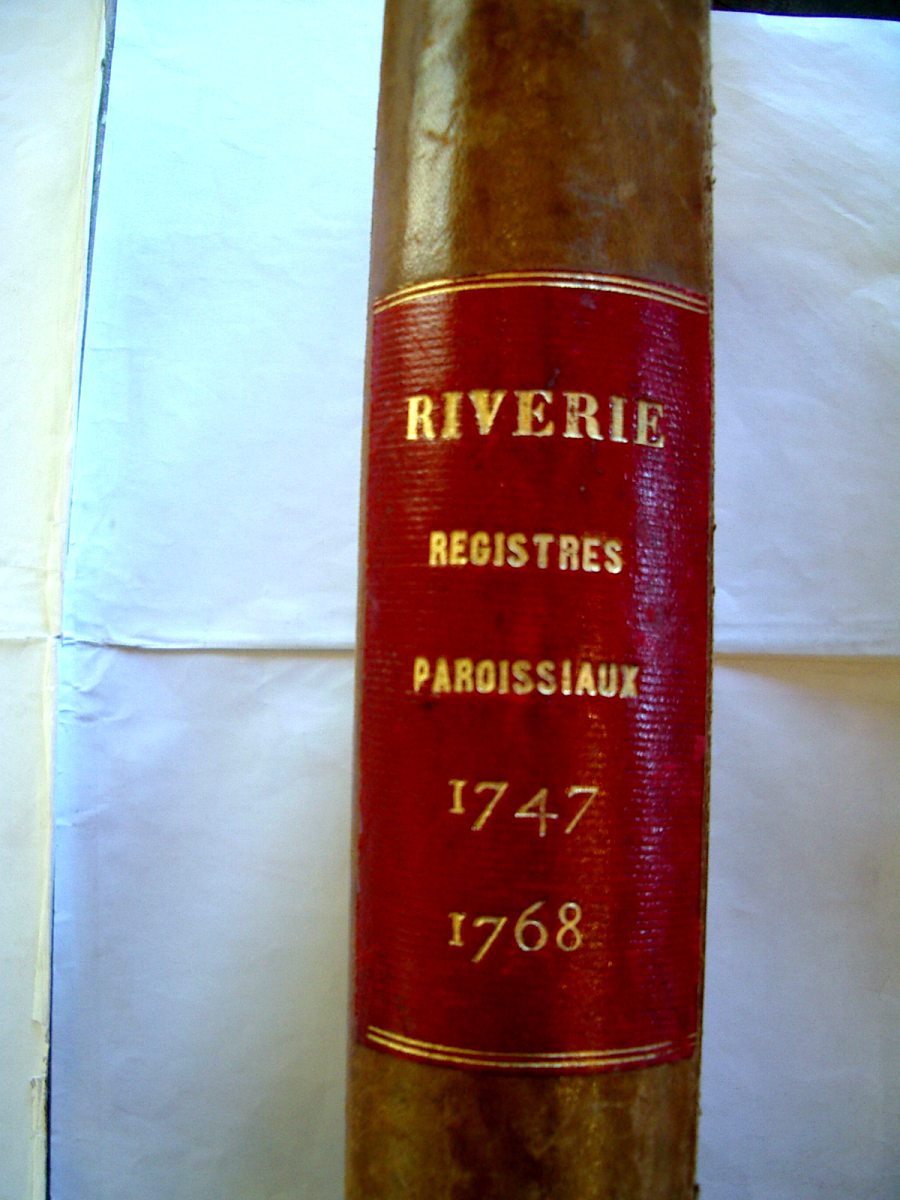 RIVERIE
REGISTRES
PAROISSIAUX
1747
1768